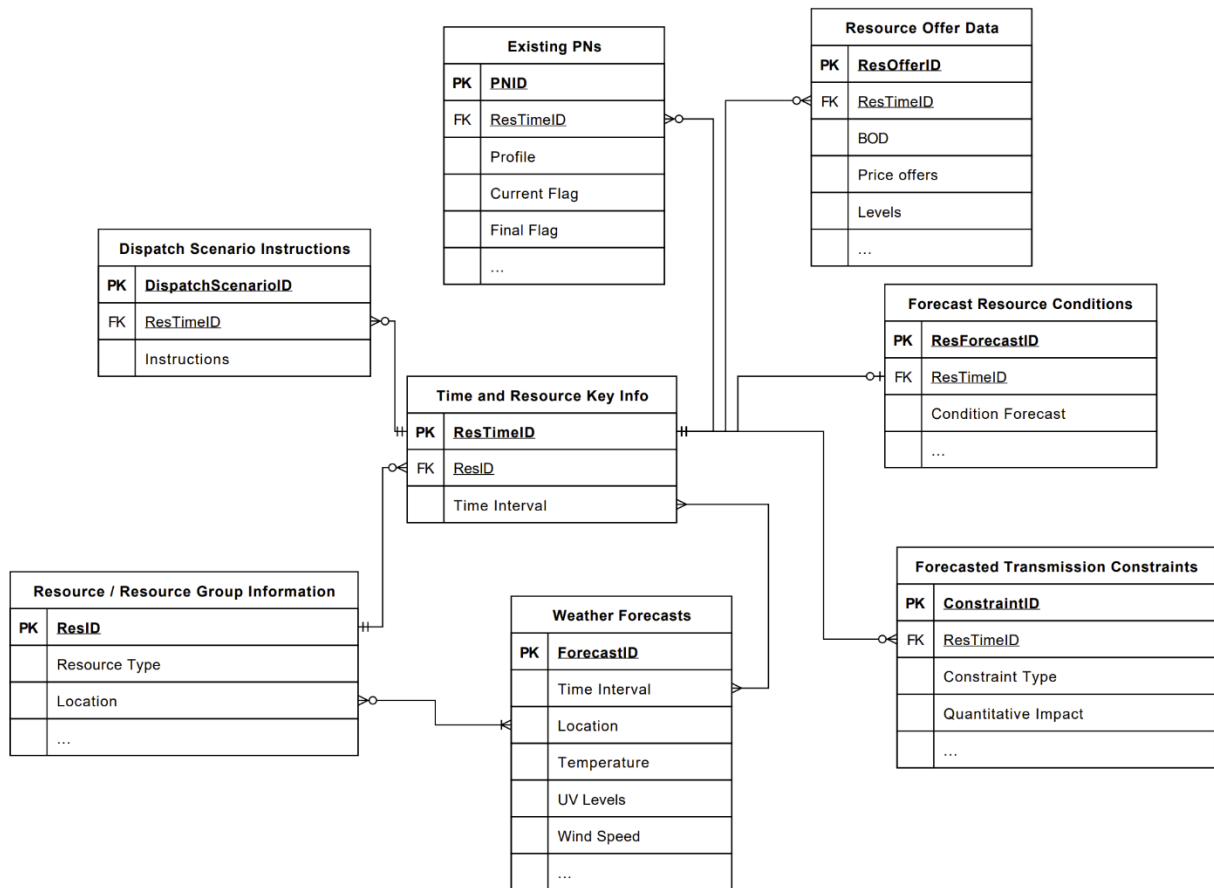 Existing PNs
PK PNID
FK ResTimeID
Profile
Current Flag
Final Flag
...
Resource Offer Data
PK ResOfferID
FK ResTimeID
BOD
Price offers
Levels
...
Dispatch Scenario Instructions
PK DispatchScenarioID
FK ResTimeID
Instructions
Forecast Resource Conditions
PK ResForecastID
FK ResTimeID
Condition Forecast
...
Time and Resource Key Info
PK ResTimeID
FK ResID
Time Interval
Resource / Resource Group Information
PK ResID
Resource Type
Location
...
Weather Forecasts
PK ForecastID
Time Interval
Location
Temperature
UV Levels
Wind Speed
...
Forecasted Transmission Constraints
PK ConstraintID
FK ResTimeID
Constraint Type
Quantitative Impact
...